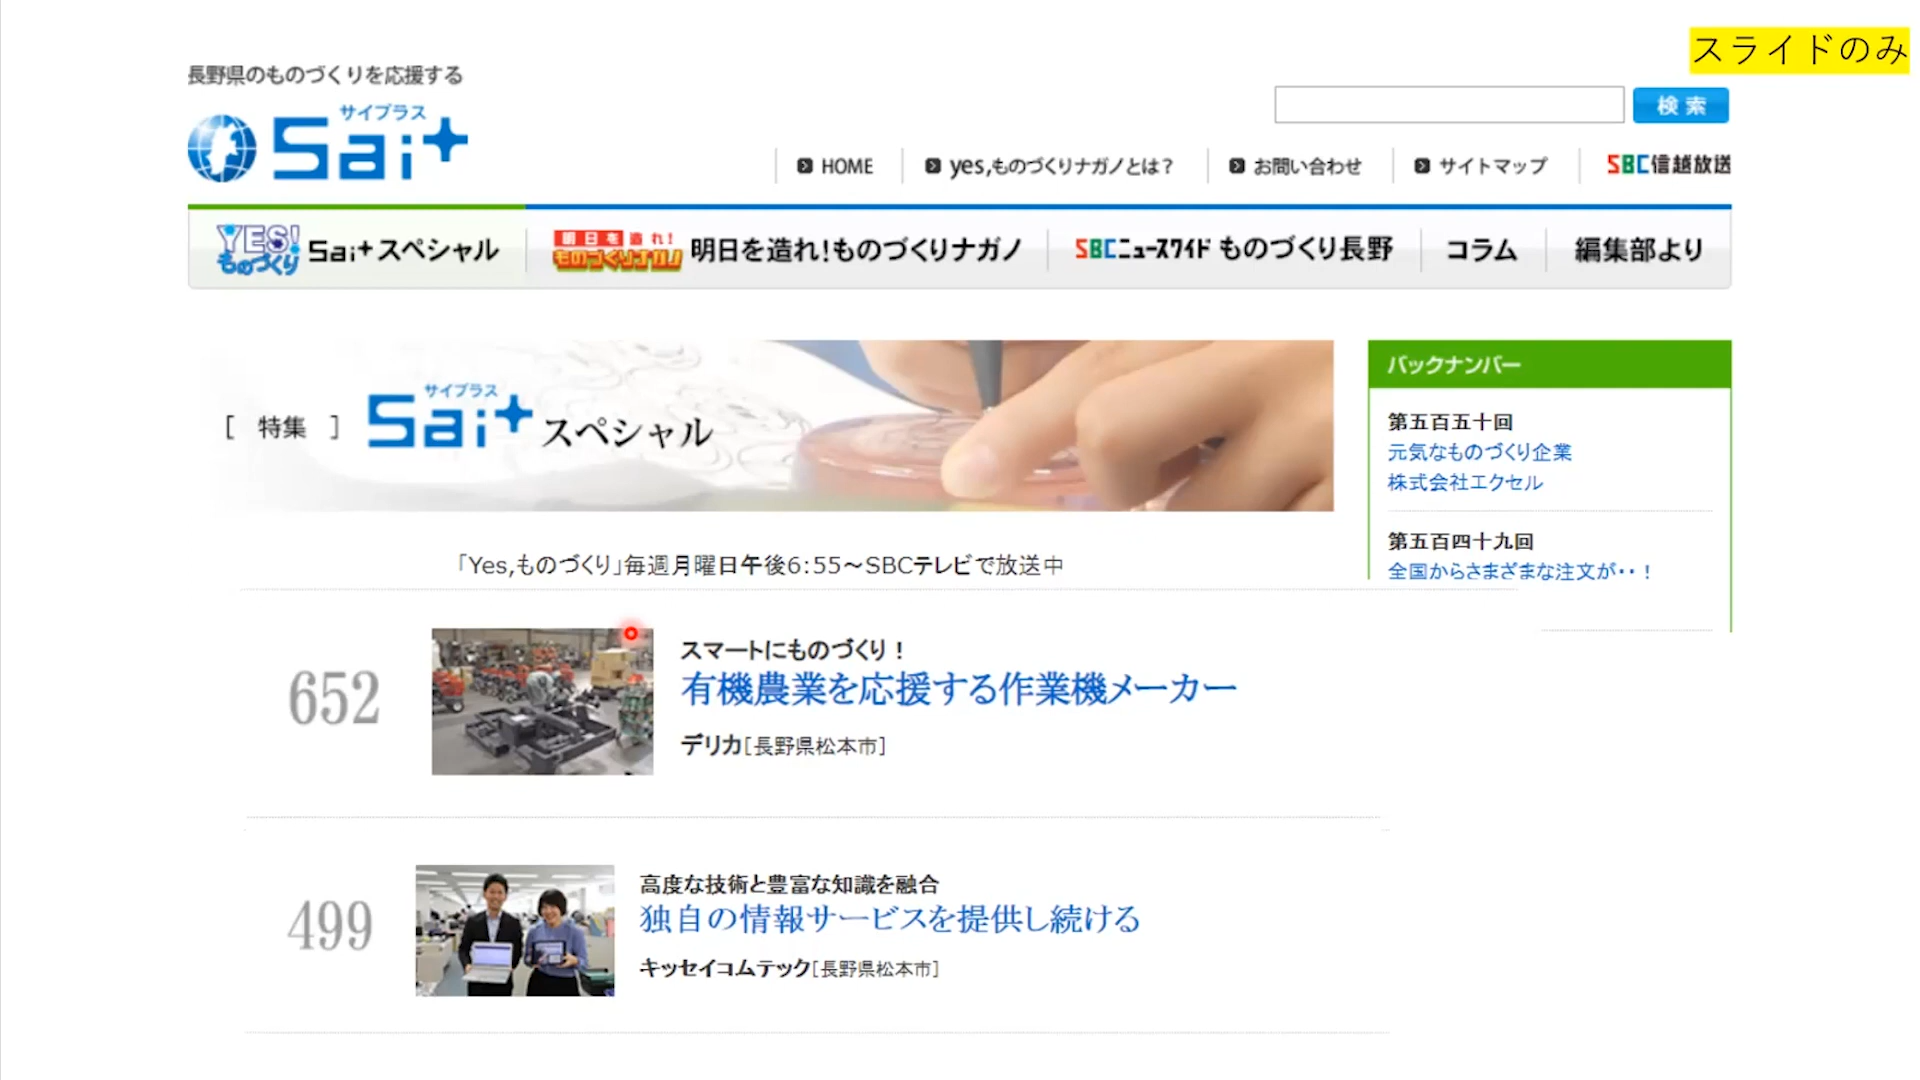 スライドのみ
長野県のものづくりを応援する
サイプラス
Sai+
検索
HOME
yes,ものづくりナガノとは？
お問い合わせ
サイトマップ
SBC信越放送
YES!
ものづくり
Sai+スペシャル
明日を造れ!
ものづくりナガノ
明日を造れ！ものづくりナガノ
SBCニュースワイド ものづくり長野
コラム
編集部より
[ 特集 ]
サイプラス
Sai+スペシャル
バックナンバー
第五百五十回
元気なものづくり企業
株式会社エクセル
第五百四十九回
全国からさまざまな注文が・・！
「Yes,ものづくり」毎週月曜日午後6:55～SBCテレビで放送中
652
スマートにものづくり！
有機農業を応援する作業機メーカー
デリカ[長野県松本市]
499
高度な技術と豊富な知識を融合
独自の情報サービスを提供し続ける
キッセイコムテック[長野県松本市]